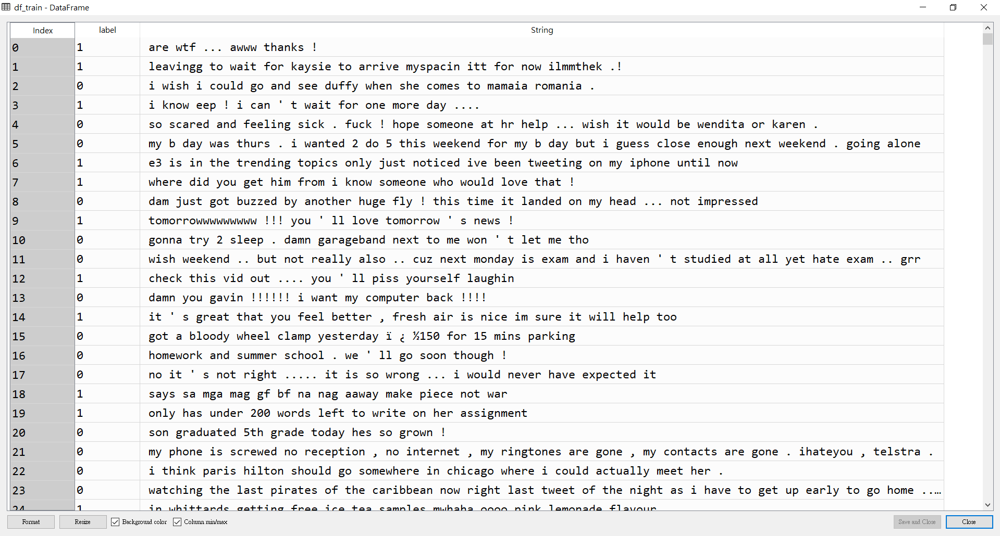 df_train - DataFrame
Index label String
0 1 are wtf ... awww thanks !
1 1 leavingg to wait for kaysie to arrive myspacin itt for now ilmmthek .!
2 0 i wish i could go and see duffy when she comes to mamaia romania .
3 1 i know eep ! i can ' t wait for one more day ....
4 0 so scared and feeling sick . fuck ! hope someone at hr help ... wish it would be wendita or karen .
5 0 my b day was thurs . i wanted 2 do 5 this weekend for my b day but i guess close enough next weekend . going alone
6 1 e3 is in the trending topics only just noticed ive been tweeting on my iphone until now
7 1 where did you get him from i know someone who would love that !
8 0 dam just got buzzed by another huge fly ! this time it landed on my head ... not impressed
9 1 tomorrowwwwwwwww !!! you ' ll love tomorrow ' s news !
10 0 gonna try 2 sleep . damn garageband next to me won ' t let me tho
11 0 wish weekend .. but not really also .. cuz next monday is exam and i haven ' t studied at all yet hate exam .. grr
12 1 check this vid out .... you ' ll piss yourself laughin
13 0 damn you gavin !!!!!! i want my computer back !!!!
14 1 it ' s great that you feel better , fresh air is nice im sure it will help too
15 0 got a bloody wheel clamp yesterday ï ¿ ½150 for 15 mins parking
16 0 homework and summer school . we ' ll go soon though !
17 0 no it ' s not right ..... it is so wrong ... i would never have expected it
18 1 says sa mga mag gf bf na nag aaway make piece not war
19 1 only has under 200 words left to write on her assignment
20 0 son graduated 5th grade today hes so grown !
21 0 my phone is screwed no reception , no internet , my ringtones are gone , my contacts are gone . ihateyou , telstra .
22 0 i think paris hilton should go somewhere in chicago where i could actually meet her .
23 0 watching the last pirates of the caribbean now right last tweet of the night as i have to get up early to go home ..…
24 1 in whittards getting free ice tea samples mwhaha oooo pink lemonade flavour
Format Resize Background color Column min/max Save and Close Close